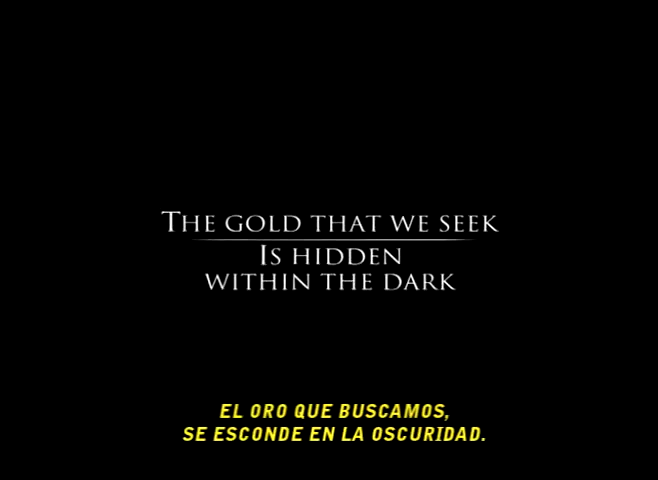 THE GOLD THAT WE SEEK
IS HIDDEN
WITHIN THE DARK
EL ORO QUE BUSCAMOS,
SE ESCONDE EN LA OSCURIDAD.